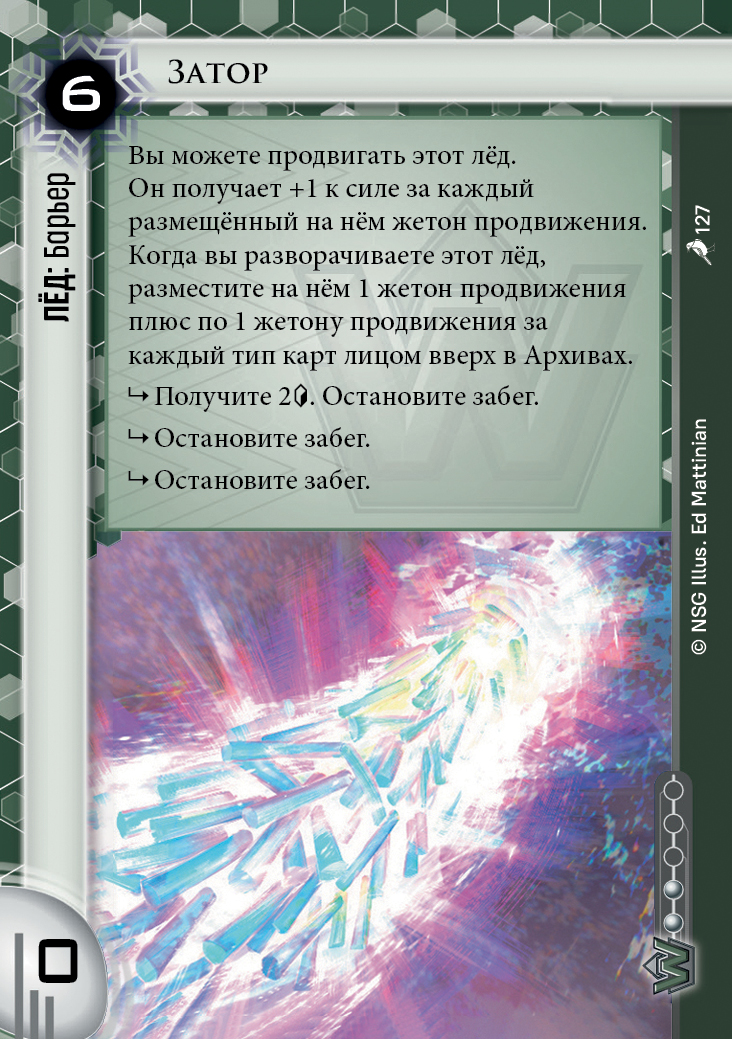 6
Затор
ЛЁД: Барьер
Вы можете продвигать этот лёд.
Он получает +1 к силе за каждый
размещённый на нём жетон продвижения.
Когда вы разворачиваете этот лёд,
разместите на нём 1 жетон продвижения
плюс по 1 жетону продвижения за
каждый тип карт лицом вверх в Архивах.
↳ Получите 2. Остановите забег.
↳ Остановите забег.
↳ Остановите забег.
127
© NSG Illus. Ed Mattinian
0